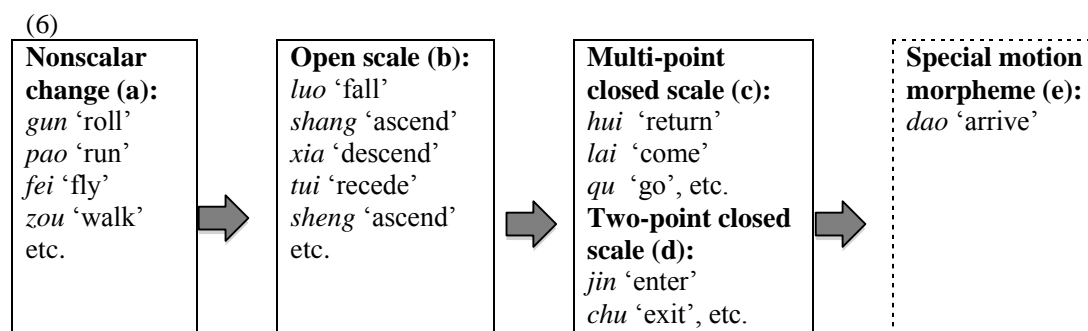 (6)
Nonscalar
change (a):
gun ‘roll’
pao ‘run’
fei ‘fly’
zou ‘walk’
etc.
Open scale (b):
luo ‘fall’
shang ‘ascend’
xia ‘descend’
tui ‘recede’
sheng ‘ascend’
etc.
Multi-point
closed scale (c):
hui ‘return’
lai ‘come’
qu ‘go’, etc.
Two-point closed
scale (d):
jin ‘enter’
chu ‘exit’, etc.
Special motion
morpheme (e):
dao ‘arrive’